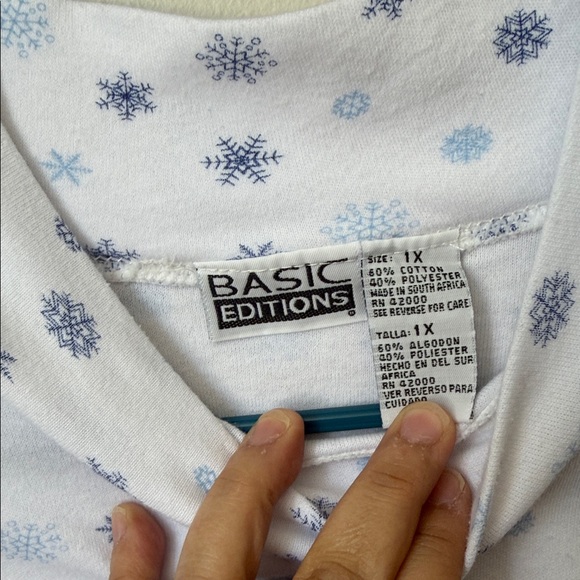 BASIC
EDITIONS
SIZE: 1X
60% COTTON
40% POLYESTER
MADE IN SOUTH AFRICA
RN 42000
SEE REVERSE FOR CARE
TALLA: 1X
60% ALGODON
40% POLIESTER
HECHO EN DEL SUR
AFRICA
RN 42000
VER REVERSO PARA
CUIDADO